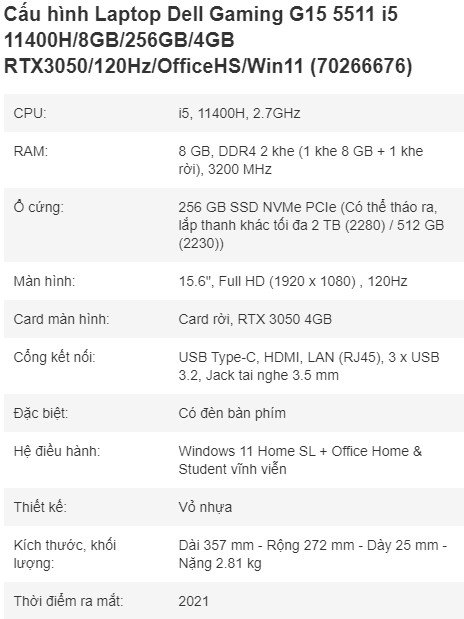 Cấu hình Laptop Dell Gaming G15 5511 i5
11400H/8GB/256GB/4GB
RTX3050/120Hz/OfficeHS/Win11 (70266676)
CPU: i5, 11400H, 2.7GHz
RAM: 8 GB, DDR4 2 khe (1 khe 8 GB + 1 khe
rời), 3200 MHz
Ổ cứng: 256 GB SSD NVMe PCIe (Có thể tháo ra,
lắp thanh khác tối đa 2 TB (2280) / 512 GB
(2230))
Màn hình: 15.6", Full HD (1920 x 1080) , 120Hz
Card màn hình: Card rời, RTX 3050 4GB
Cổng kết nối: USB Type-C, HDMI, LAN (RJ45), 3 x USB
3.2, Jack tai nghe 3.5 mm
Đặc biệt: Có đèn bàn phím
Hệ điều hành: Windows 11 Home SL + Office Home &
Student vĩnh viễn
Thiết kế: Vỏ nhựa
Kích thước, khối
lượng: Dài 357 mm - Rộng 272 mm - Dày 25 mm -
Nặng 2.81 kg
Thời điểm ra mắt: 2021